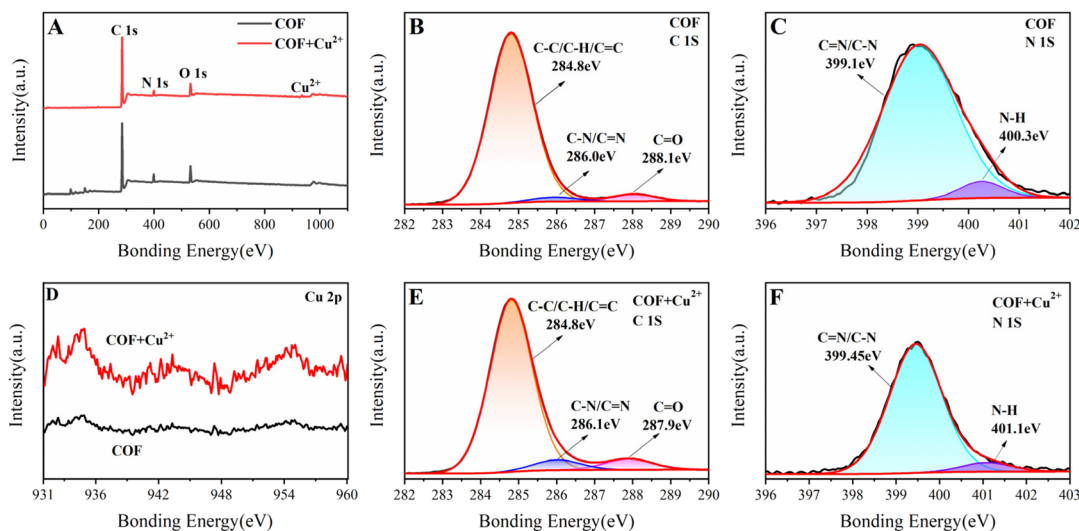 A
COF
COF+Cu²⁺
C 1s
N 1s
O 1s
Cu²⁺
Intensity(a.u.)
0 200 400 600 800 1000
Bonding Energy(eV)
B
COF
C 1S
C-C/C-H/C=C
284.8eV
C-N/C=N
286.0eV
C=O
288.1eV
Intensity(a.u.)
282 283 284 285 286 287 288 289 290
Bonding Energy(eV)
C
COF
N 1S
C=N/C-N
399.1eV
N-H
400.3eV
Intensity(a.u.)
396 397 398 399 400 401 402
Bonding Energy(eV)
D
Cu 2p
COF+Cu²⁺
COF
Intensity(a.u.)
931 936 942 948 954 960
Bonding Energy(eV)
E
COF+Cu²⁺
C 1S
C-C/C-H/C=C
284.8eV
C-N/C=N
286.1eV
C=O
287.9eV
Intensity(a.u.)
282 283 284 285 286 287 288 289 290
Bonding Energy(eV)
F
COF+Cu²⁺
N 1S
C=N/C-N
399.45eV
N-H
401.1eV
Intensity(a.u.)
396 397 398 399 400 401 402
Bonding Energy(eV)